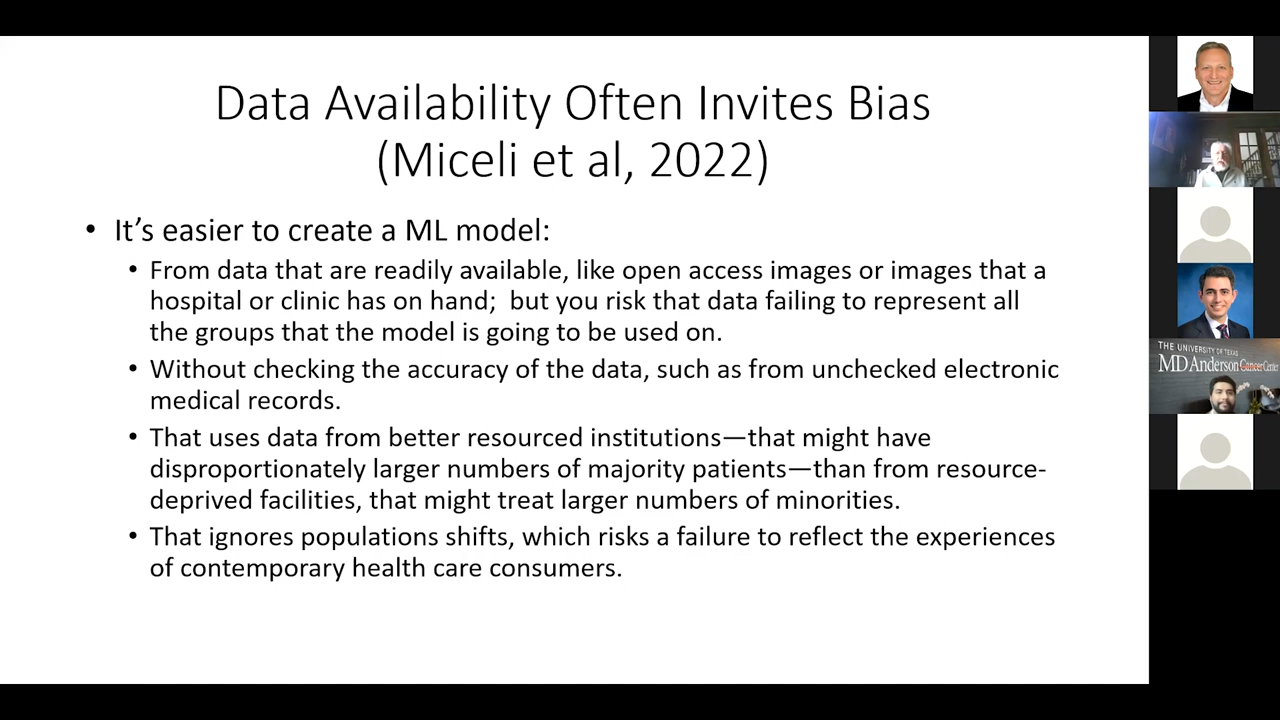 Data Availability Often Invites Bias
(Miceli et al, 2022)
• It’s easier to create a ML model:
• From data that are readily available, like open access images or images that a
hospital or clinic has on hand;  but you risk that data failing to represent all
the groups that the model is going to be used on.
• Without checking the accuracy of the data, such as from unchecked electronic
medical records.
• That uses data from better resourced institutions—that might have
disproportionately larger numbers of majority patients—than from resource-
deprived facilities, that might treat larger numbers of minorities.
• That ignores populations shifts, which risks a failure to reflect the experiences
of contemporary health care consumers.
THE UNIVERSITY OF TEXAS
MD Anderson Cancer Center